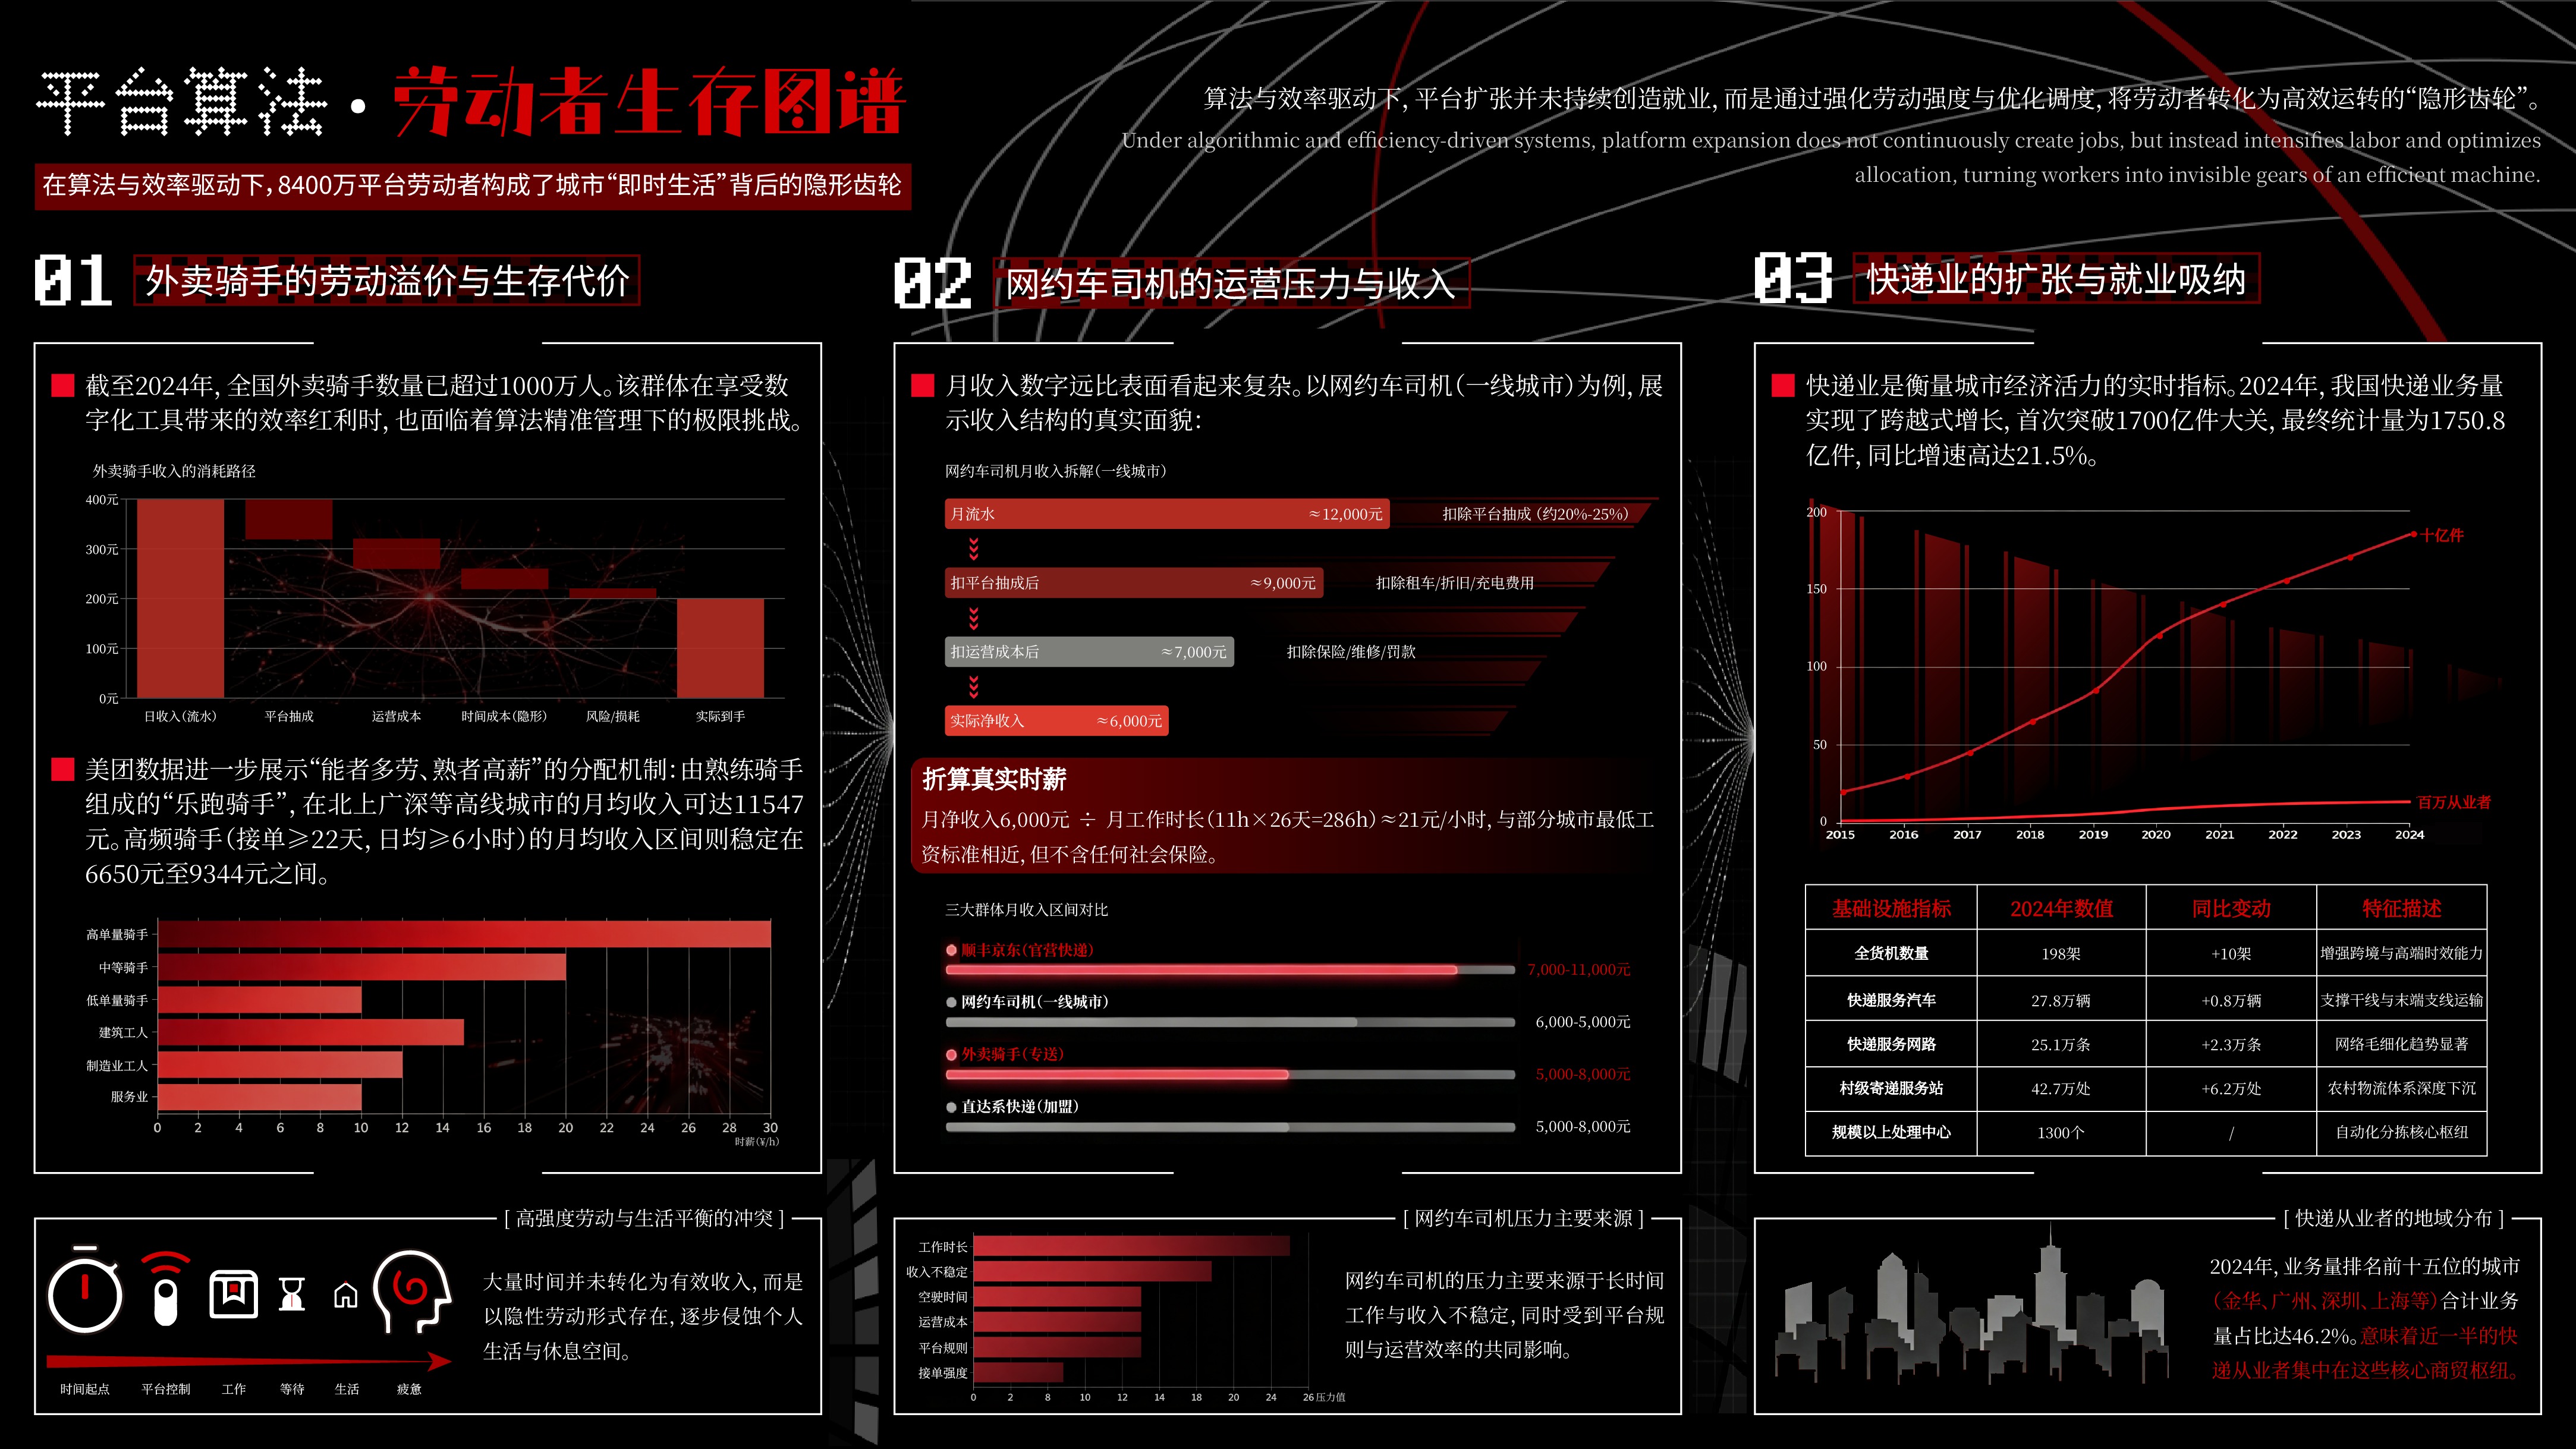 平台算法·劳动者生存图谱
在算法与效率驱动下，8400万平台劳动者构成了城市“即时生活”背后的隐形齿轮
算法与效率驱动下，平台扩张并未持续创造就业，而是通过强化劳动强度与优化调度，将劳动者转化为高效运转的“隐形齿轮”。
Under algorithmic and efficiency-driven systems, platform expansion does not continuously create jobs, but instead intensifies labor and optimizes
allocation, turning workers into invisible gears of an efficient machine.
01 外卖骑手的劳动溢价与生存代价
截至2024年，全国外卖骑手数量已超过1000万人。该群体在享受数
字化工具带来的效率红利时，也面临着算法精准管理下的极限挑战。
外卖骑手收入的消耗路径
400元
300元
200元
100元
0元
日收入（流水） 平台抽成 运营成本 时间成本（隐形） 风险/损耗 实际到手
美团数据进一步展示“能者多劳、熟者高薪”的分配机制：由熟练骑手
组成的“乐跑骑手”，在北上广深等高线城市的月均收入可达11547
元。高频骑手（接单≥22天，日均≥6小时）的月均收入区间则稳定在
6650元至9344元之间。
高单量骑手
中等骑手
低单量骑手
建筑工人
制造业工人
服务业
0 2 4 6 8 10 12 14 16 18 20 22 24 26 28 30
时薪（¥/h）
[ 高强度劳动与生活平衡的冲突 ]
大量时间并未转化为有效收入，而是
以隐性劳动形式存在，逐步侵蚀个人
生活与休息空间。
时间起点 平台控制 工作 等待 生活 疲惫
02 网约车司机的运营压力与收入
月收入数字远比表面看起来复杂。以网约车司机（一线城市）为例，展
示收入结构的真实面貌：
网约车司机月收入拆解（一线城市）
月流水 ≈12,000元 扣除平台抽成（约20%-25%）
扣平台抽成后 ≈9,000元 扣除租车/折旧/充电费用
扣运营成本后 ≈7,000元 扣除保险/维修/罚款
实际净收入 ≈6,000元
折算真实时薪
月净收入6,000元 ÷ 月工作时长（11h×26天=286h）≈21元/小时，与部分城市最低工
资标准相近，但不含任何社会保险。
三大群体月收入区间对比
顺丰京东（官营快递）
7,000-11,000元
网约车司机（一线城市）
6,000-5,000元
外卖骑手（专送）
5,000-8,000元
直达系快递（加盟）
5,000-8,000元
[ 网约车司机压力主要来源 ]
工作时长
收入不稳定
空驶时间
运营成本
平台规则
接单强度
0 2 8 10 12 14 18 20 24 26 压力值
网约车司机的压力主要来源于长时间
工作与收入不稳定，同时受到平台规
则与运营效率的共同影响。
03 快递业的扩张与就业吸纳
快递业是衡量城市经济活力的实时指标。2024年，我国快递业务量
实现了跨越式增长，首次突破1700亿件大关，最终统计量为1750.8
亿件，同比增速高达21.5%。
200
150
100
50
0
十亿件
百万从业者
2015 2016 2017 2018 2019 2020 2021 2022 2023 2024
基础设施指标 2024年数值 同比变动 特征描述
全货机数量 198架 +10架 增强跨境与高端时效能力
快递服务汽车 27.8万辆 +0.8万辆 支撑干线与末端支线运输
快递服务网路 25.1万条 +2.3万条 网络毛细化趋势显著
村级寄递服务站 42.7万处 +6.2万处 农村物流体系深度下沉
规模以上处理中心 1300个 / 自动化分拣核心枢纽
[ 快递从业者的地域分布 ]
2024年，业务量排名前十五位的城市
（金华、广州、深圳、上海等）合计业务
量占比达46.2%。意味着近一半的快
递从业者集中在这些核心商贸枢纽。